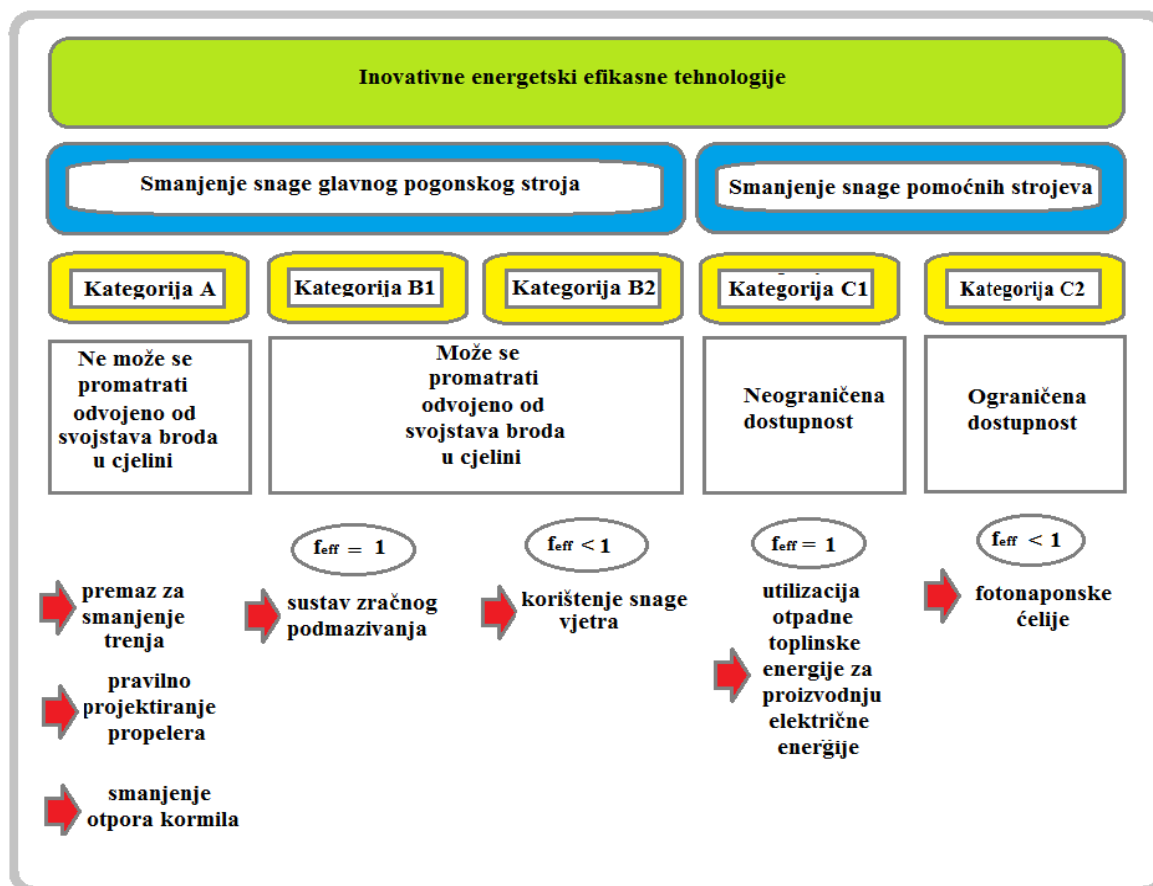 Inovativne energetski efikasne tehnologije
Smanjenje snage glavnog pogonskog stroja
Smanjenje snage pomoćnih strojeva
Kategorija A
Kategorija B1
Kategorija B2
Kategorija C1
Kategorija C2
Ne može se
promatrati
odvojeno od
svojstava broda
u cjelini
Može se
promatrati
odvojeno od
svojstava broda
u cjelini
Neograničena
dostupnost
Ograničena
dostupnost
feff = 1
feff < 1
feff = 1
feff < 1
premaz za
smanjenje
trenja
pravilno
projektiranje
propelera
smanjenje
otpora kormila
sustav zračnog
podmazivanja
korištenje snage
vjetra
utilizacija
otpadne
toplinske
energije za
proizvodnju
električne
energije
fotonaponske
ćelije